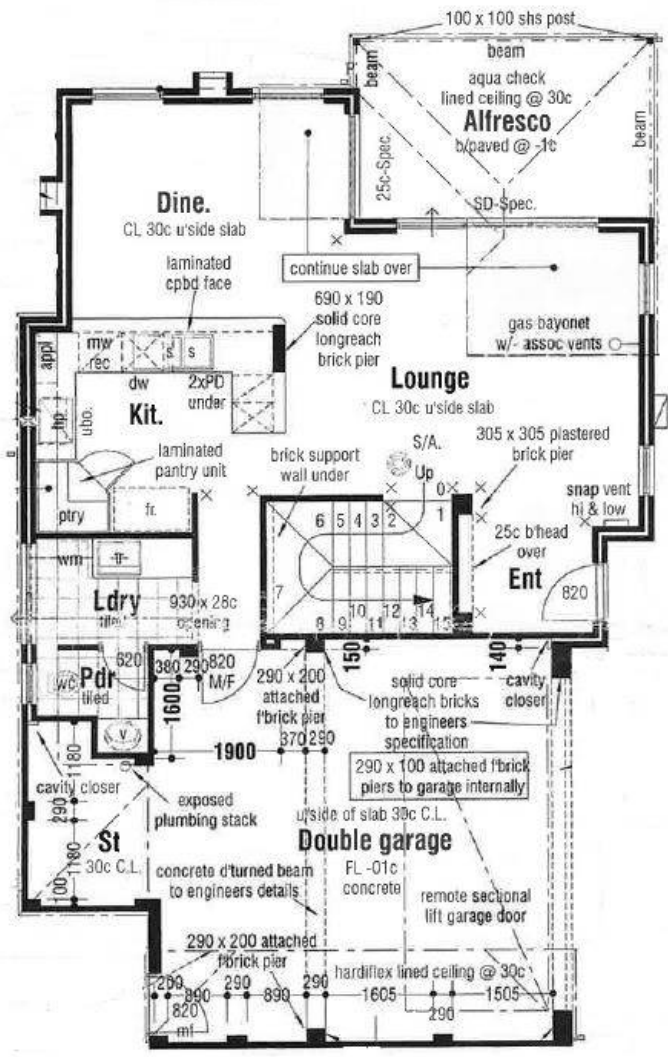 100 x 100 shs post
beam
beam
aqua check
lined ceiling @ 30c
Alfresco
b/paved @ -1c
beam
25c-Spec.
SD-Spec.
Dine.
CL 30c u'side slab
continue slab over
laminated
cpbd face
690 x 190
solid core
longreach
brick pier
gas bayonet
w/- assoc vents
appl
mw
rec
s
s
dw
2xPD
under
hp
ubo.
Kit.
Lounge
CL 30c u'side slab
laminated
pantry unit
ptry
fr.
brick support
wall under
S/A.
Up
305 x 305 plastered
brick pier
snap vent
hi & low
0
1
6 5 4 3 2
7
8 9 10 11 12 13 14 15
25c b'head
over
Ent
820
wm
tr
Ldry
tiled
930 x 28c
opening
Pdr
tiled
wc
620
v
380 290
820
M/F
1600
290 x 200
attached
f'brick pier
150
140
solid core
longreach bricks
to engineers
specification
cavity
closer
1900
370 290
290 x 100 attached f'brick
piers to garage internally
cavity closer
1180
290
1180
100
exposed
plumbing stack
St
30c C.L.
u/side of slab 30c C.L.
Double garage
FL -01c
concrete
concrete d'turned beam
to engineers details
remote sectional
lift garage door
290 x 200 attached
f'brick pier
hardiflex lined ceiling @ 30c
200 290 290
890 890 1605 1505
290
820
mf